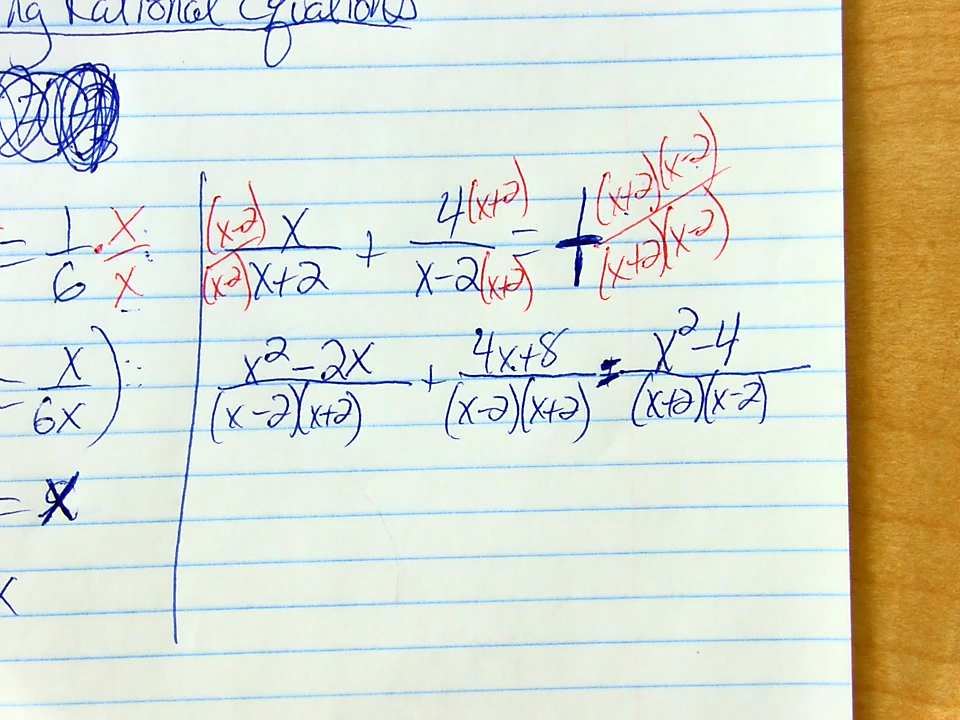 ng Rational Equations
= 1/6 · x/x
(x-2) x / (x-2) x+2 + 4(x+2) / x-2(x+2) = 1 (x+2)(x-2) / (x+2)(x-2)
= x/6x )
x² - 2x / (x-2)(x+2) + 4x+8 / (x-2)(x+2) = x²-4 / (x+2)(x-2)
= x